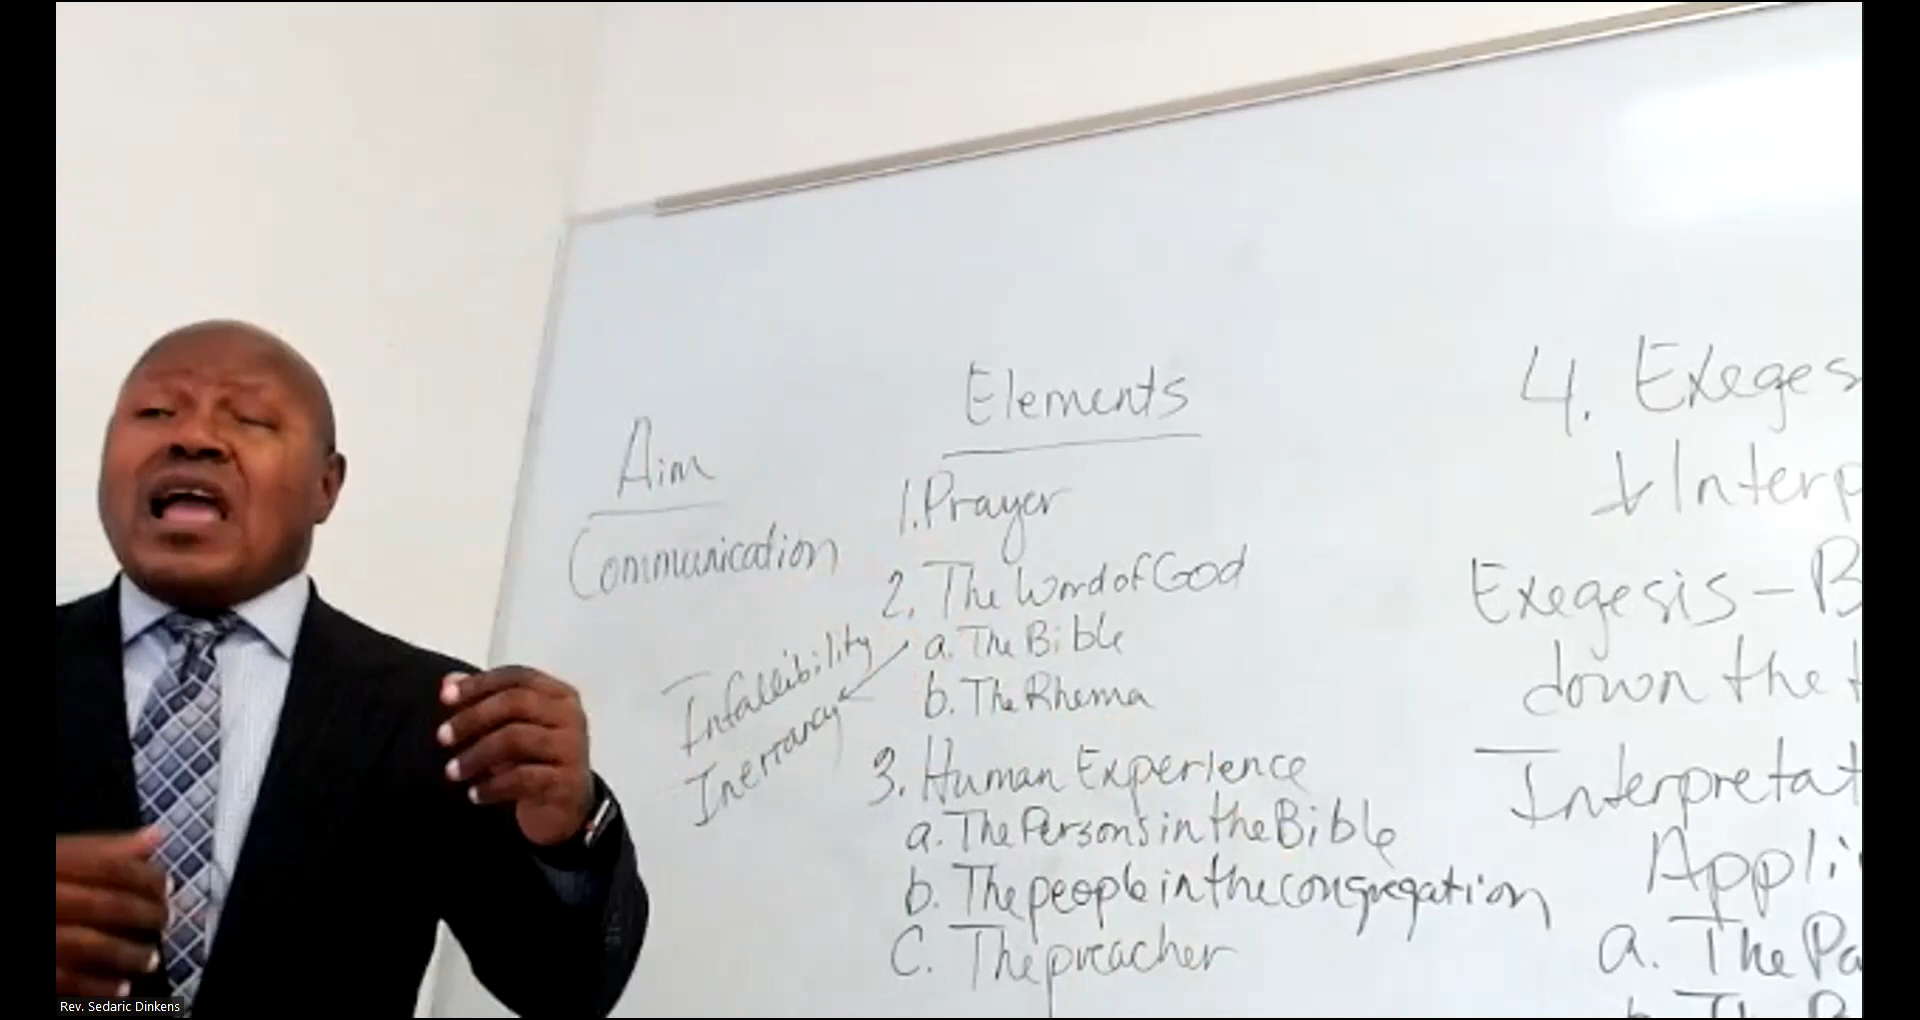 Aim
Communication
Infallibility
Inerrancy
Elements
1. Prayer
2. The Word of God
a. The Bible
b. The Rhema
3. Human Experience
a. The Persons in the Bible
b. The people in the congregation
C. The preacher
4. Exeges
+ Interp
Exegesis - B
down the t
Interpretat
Appli
a. The Pa
b. The B
Rev. Sedaric Dinkens